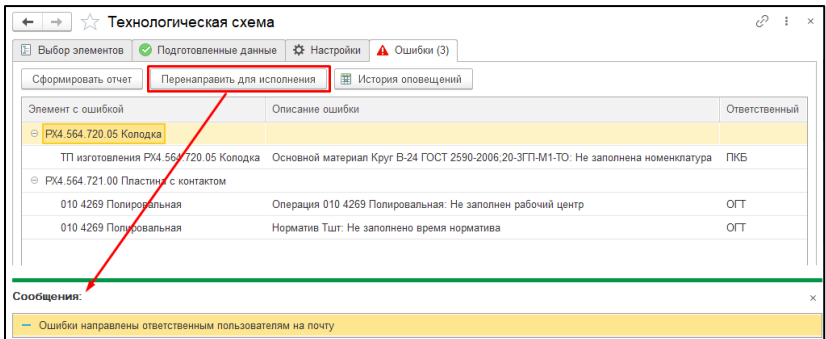 Технологическая схема
Выбор элементов Подготовленные данные Настройки Ошибки (3)
Сформировать отчет Перенаправить для исполнения История оповещений
Элемент с ошибкой Описание ошибки Ответственный
РХ4.564.720.05 Колодка
ТП изготовления РХ4.564.720.05 Колодка Основной материал Круг В-24 ГОСТ 2590-2006;20-3ГП-М1-ТО: Не заполнена номенклатура ПКБ
РХ4.564.721.00 Пластина с контактом
010 4269 Полировальная Операция 010 4269 Полировальная: Не заполнен рабочий центр ОГТ
010 4269 Полировальная Норматив Тшт: Не заполнено время норматива ОГТ
Сообщения:
Ошибки направлены ответственным пользователям на почту